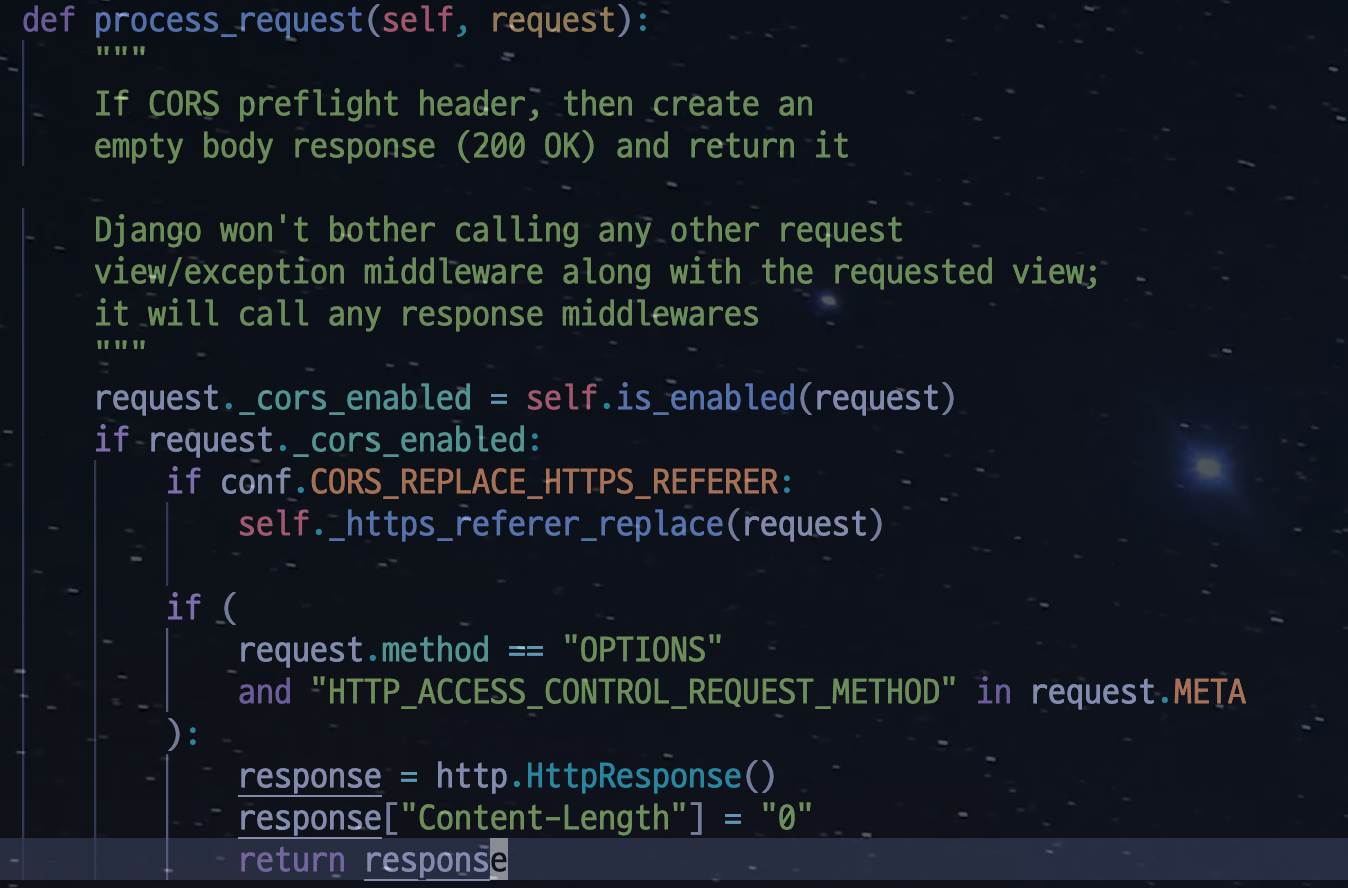 def process_request(self, request):
    """
    If CORS preflight header, then create an
    empty body response (200 OK) and return it

    Django won't bother calling any other request
    view/exception middleware along with the requested view;
    it will call any response middlewares
    """
    request._cors_enabled = self.is_enabled(request)
    if request._cors_enabled:
        if conf.CORS_REPLACE_HTTPS_REFERER:
            self._https_referer_replace(request)

        if (
            request.method == "OPTIONS"
            and "HTTP_ACCESS_CONTROL_REQUEST_METHOD" in request.META
        ):
            response = http.HttpResponse()
            response["Content-Length"] = "0"
            return response